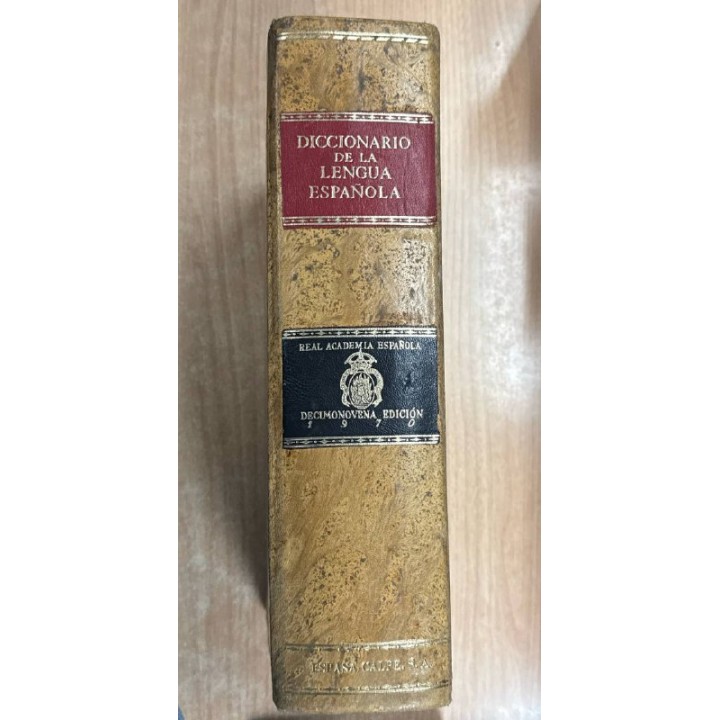 DICCIONARIO
DE LA
LENGUA
ESPAÑOLA
REAL ACADEMIA ESPAÑOLA
DECIMONOVENA EDICIÓN
1970
ESPASA-CALPE, S. A.